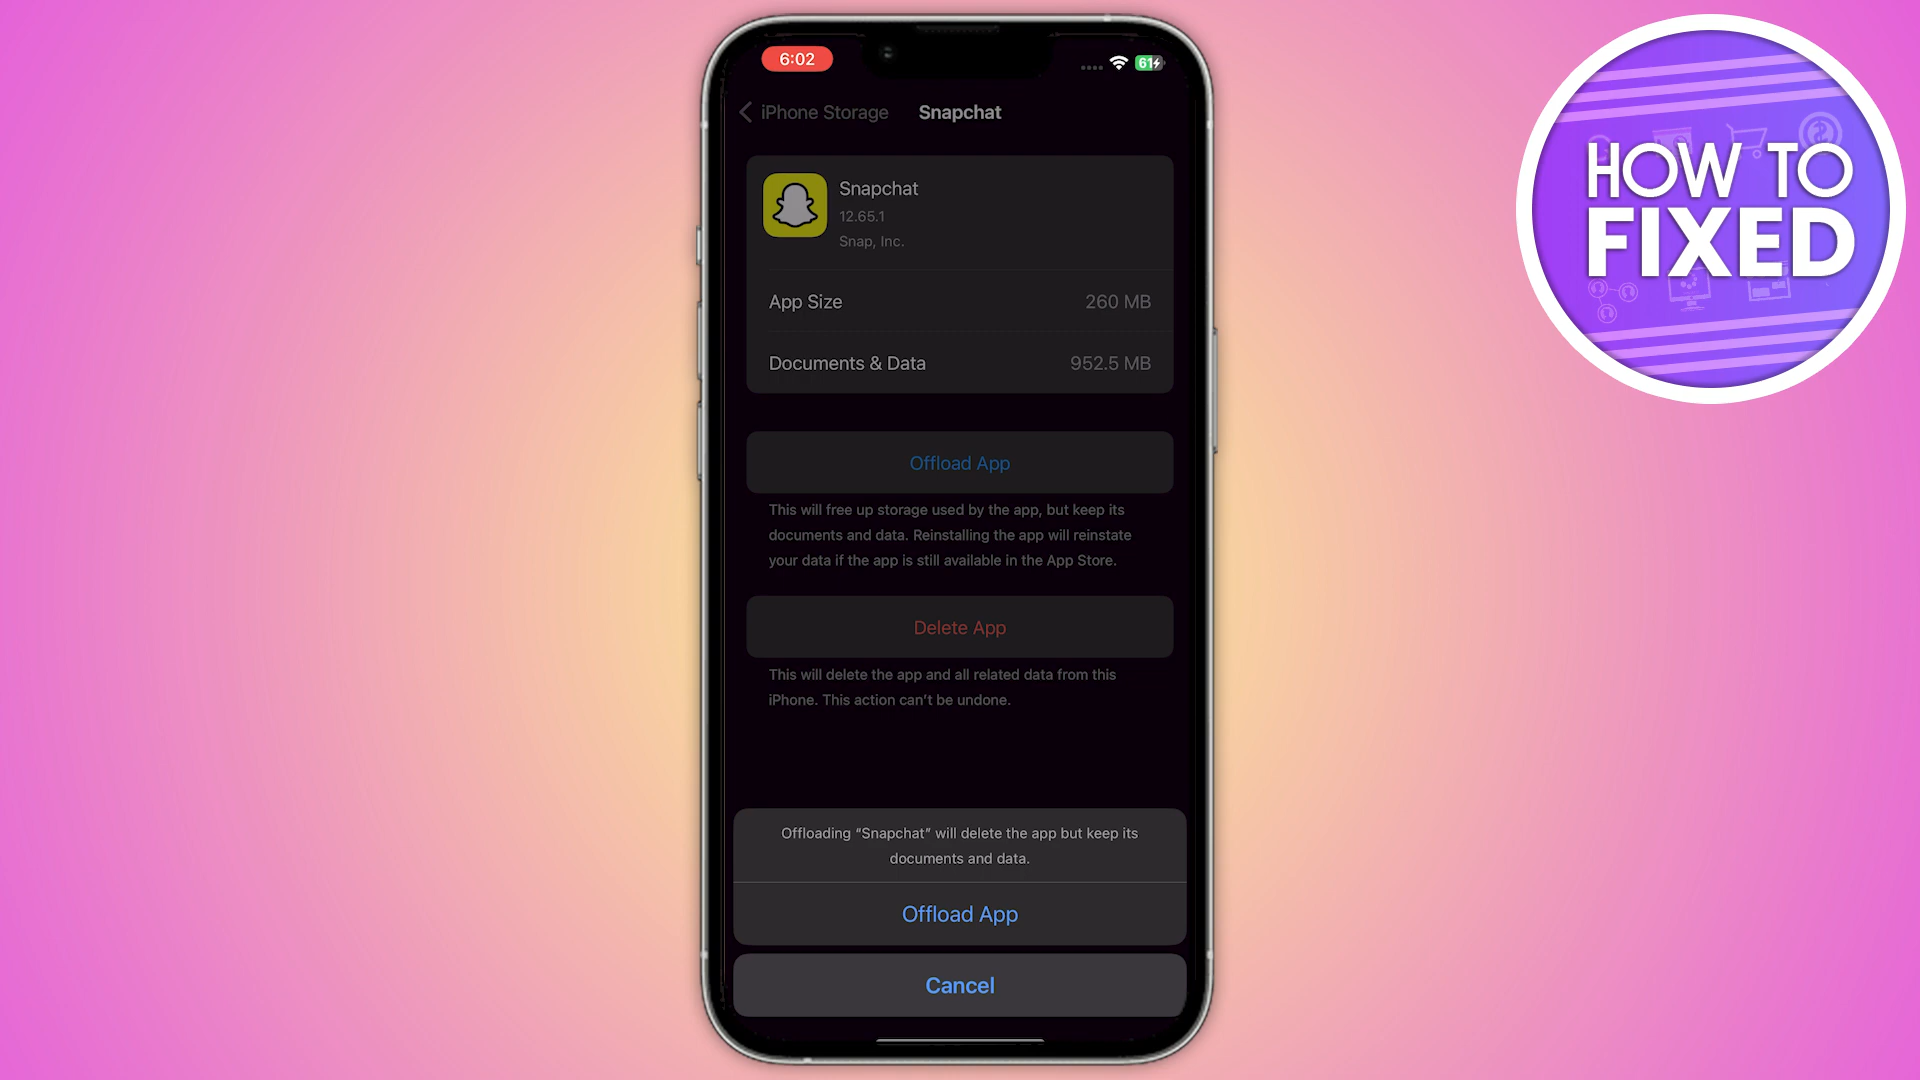 6:02
61
iPhone Storage
Snapchat
Snapchat
12.65.1
Snap, Inc.
App Size
260 MB
Documents & Data
952.5 MB
Offload App
This will free up storage used by the app, but keep its
documents and data. Reinstalling the app will reinstate
your data if the app is still available in the App Store.
Delete App
This will delete the app and all related data from this
iPhone. This action can’t be undone.
Offloading “Snapchat” will delete the app but keep its
documents and data.
Offload App
Cancel
HOW TO
FIXED